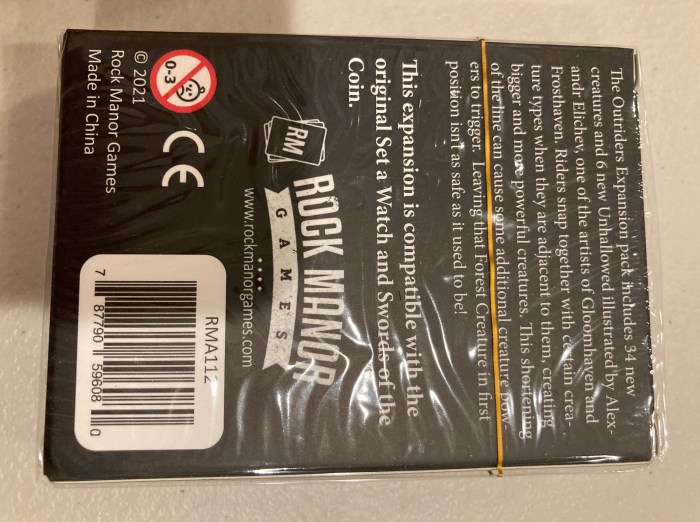 The Outriders Expansion pack includes 34 new
creatures and 6 new Unhallowed illustrated by Alex-
andr Elichev, one of the artists of Gloomhaven and
Frosthaven. Riders snap together with certain crea-
ture types when they are adjacent to them, creating
bigger and more powerful creatures. This shortening
of the line can cause some additional creature pow-
ers to trigger. Leaving that Forest Creature in first
position isn't as safe as it used to be!
This expansion is compatible with the
original Set a Watch and Swords of the
Coin.
RM
ROCK MANOR
GAMES
www.rockmanorgames.com
0-3
CE
© 2021
Rock Manor Games
Made in China
RMA112
7 87790 59608 0